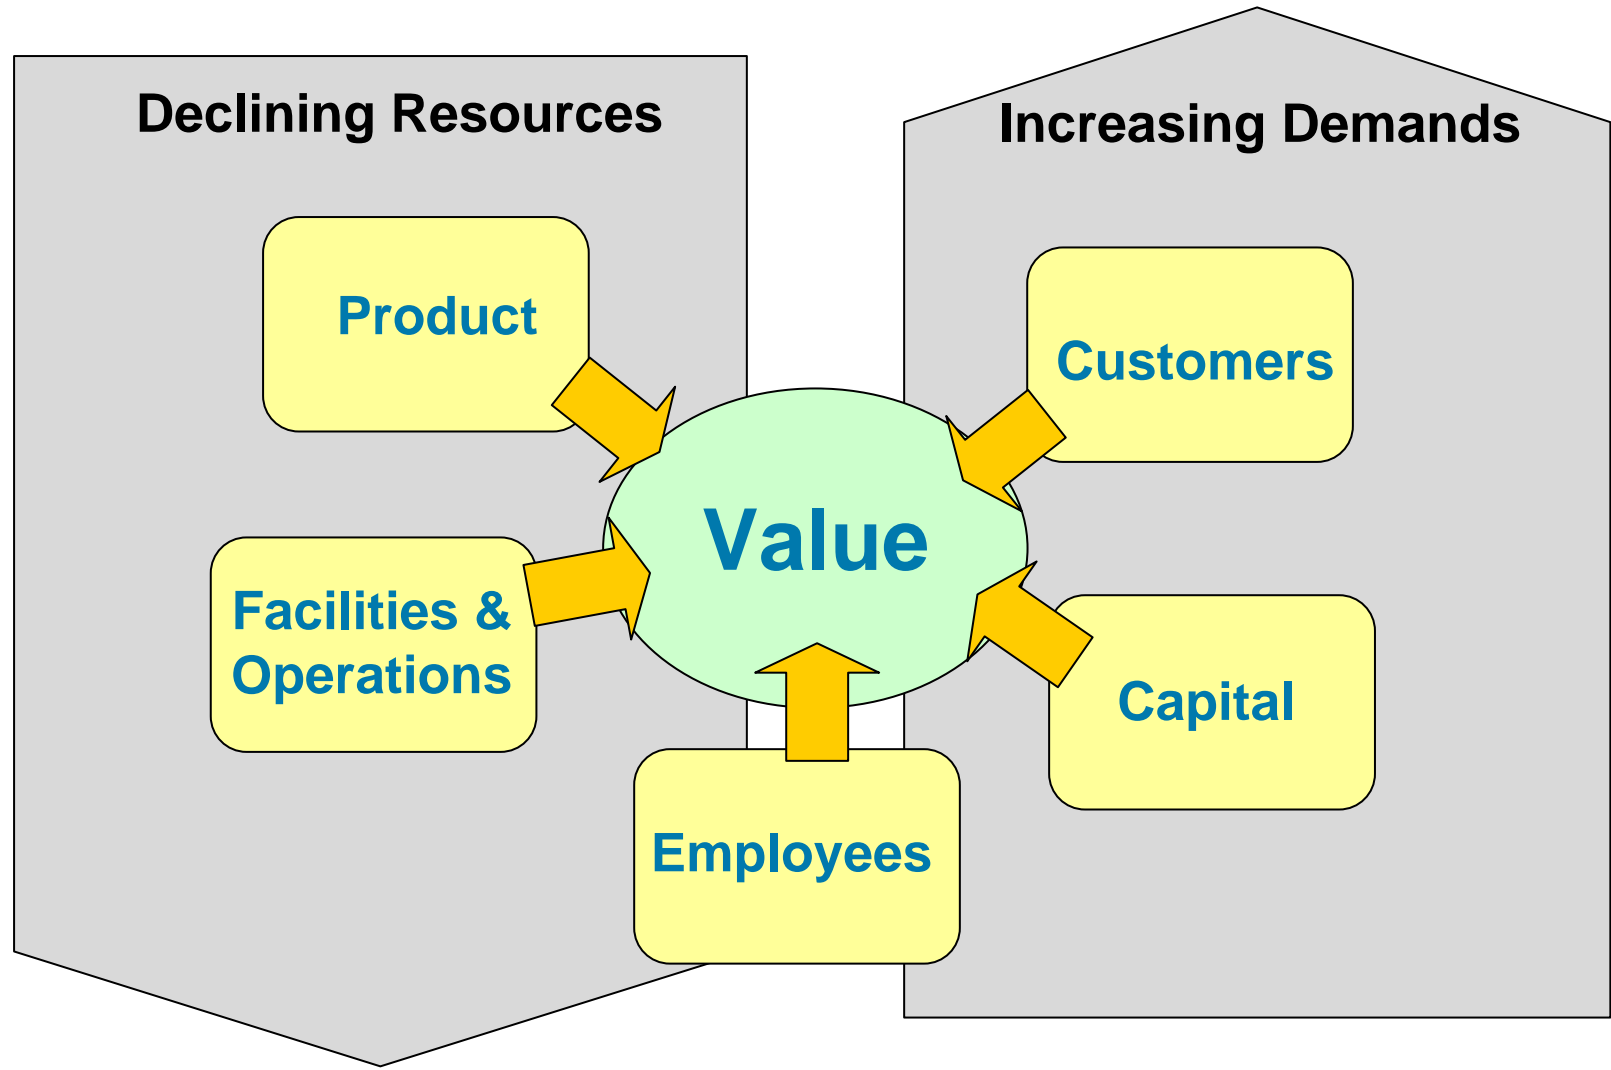 Declining Resources
Increasing Demands
Product
Customers
Value
Facilities &
Operations
Capital
Employees